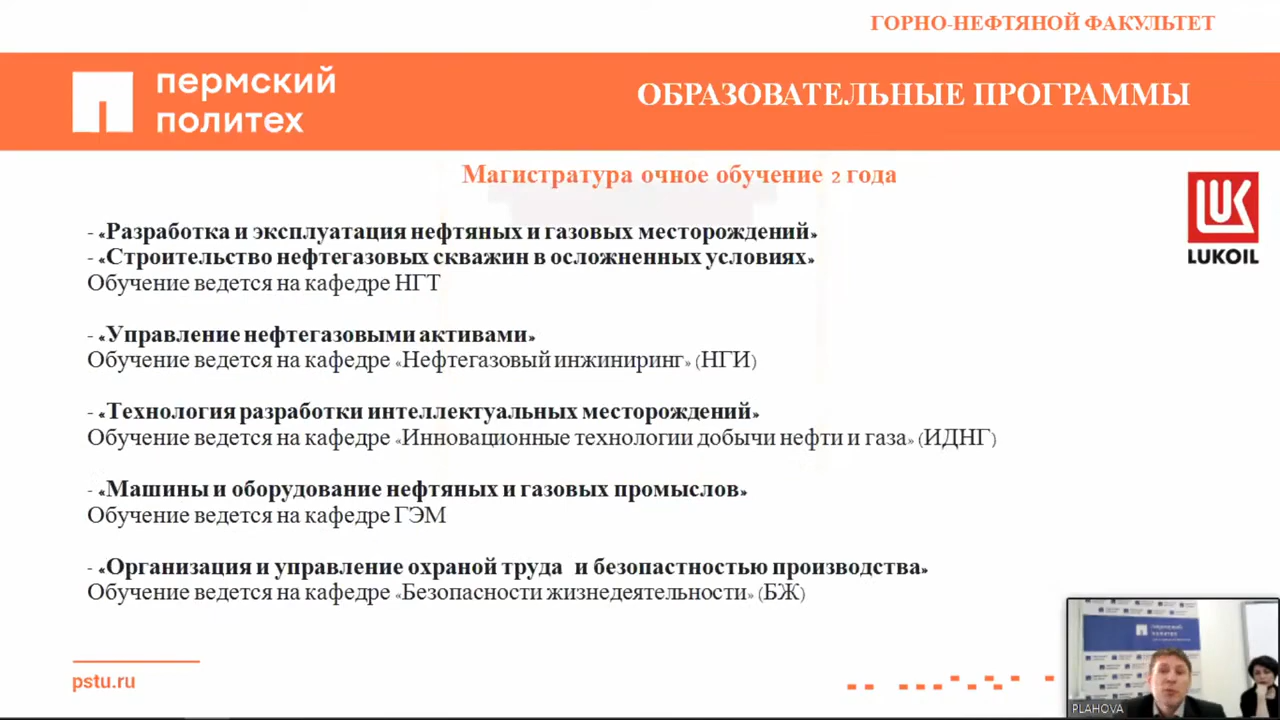 ГОРНО-НЕФТЯНОЙ ФАКУЛЬТЕТ
пермский
политех
ОБРАЗОВАТЕЛЬНЫЕ ПРОГРАММЫ
Магистратура очное обучение 2 года
LUK
LUKOIL
- «Разработка и эксплуатация нефтяных и газовых месторождений»
- «Строительство нефтегазовых скважин в осложненных условиях»
Обучение ведется на кафедре НГТ
- «Управление нефтегазовыми активами»
Обучение ведется на кафедре «Нефтегазовый инжиниринг» (НГИ)
- «Технология разработки интеллектуальных месторождений»
Обучение ведется на кафедре «Инновационные технологии добычи нефти и газа» (ИДНГ)
- «Машины и оборудование нефтяных и газовых промыслов»
Обучение ведется на кафедре ГЭМ
- «Организация и управление охраной труда и безопастностью производства»
Обучение ведется на кафедре «Безопасности жизнедеятельности» (БЖ)
pstu.ru
пермский
политех
PLAHOVA